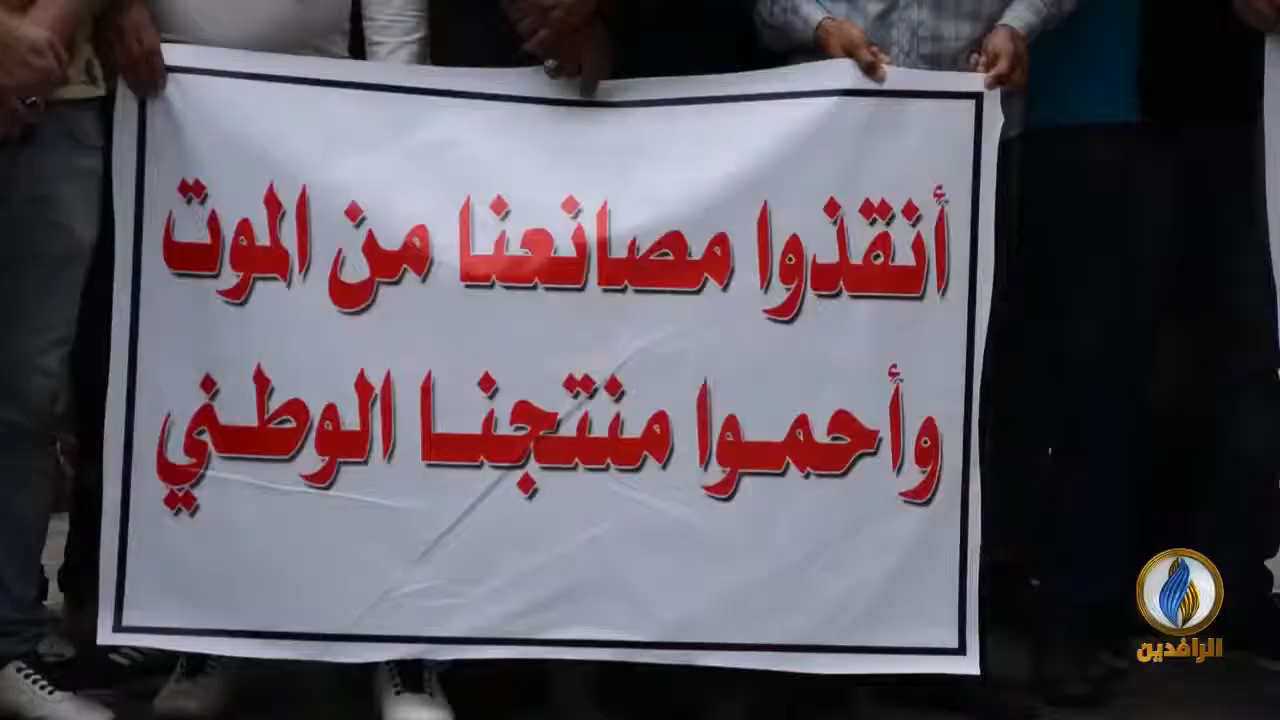 أنقذوا مصانعنا من الموت
وأحموا منتجنا الوطني
الرافدين